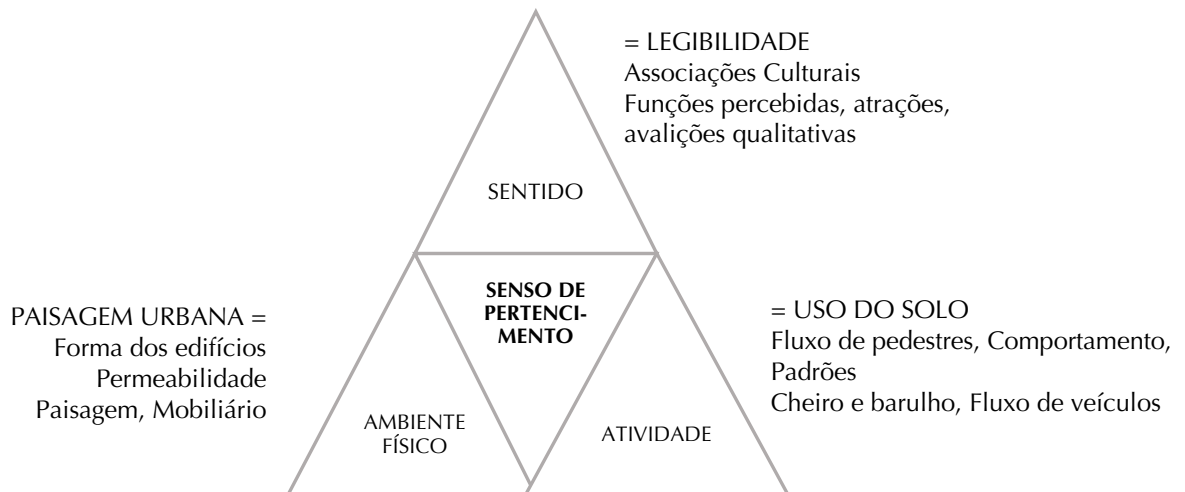 = LEGIBILIDADE
Associações Culturais
Funções percebidas, atrações,
avalições qualitativas
SENTIDO
SENSO DE
PERTENCI-
MENTO
PAISAGEM URBANA =
Forma dos edifícios
Permeabilidade
Paisagem, Mobiliário
= USO DO SOLO
Fluxo de pedestres, Comportamento,
Padrões
Cheiro e barulho, Fluxo de veículos
AMBIENTE
FÍSICO
ATIVIDADE